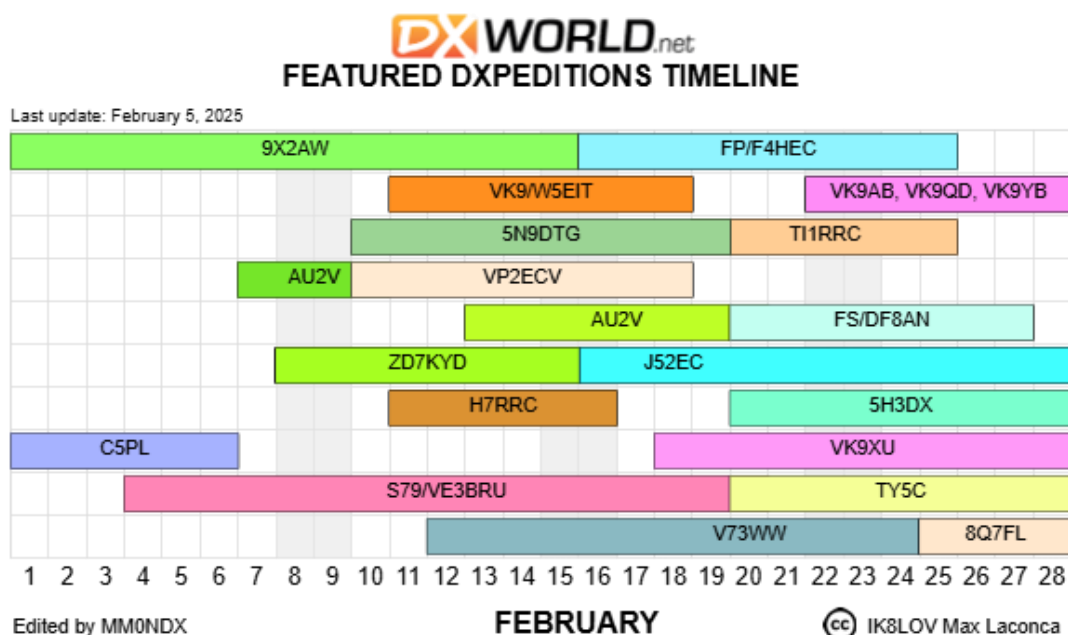 DX WORLD.net
FEATURED DXPEDITIONS TIMELINE
Last update: February 5, 2025
9X2AW FP/F4HEC
VK9/W5EIT VK9AB, VK9QD, VK9YB
5N9DTG TI1RRC
AU2V VP2ECV
AU2V FS/DF8AN
ZD7KYD J52EC
H7RRC 5H3DX
C5PL VK9XU
S79/VE3BRU TY5C
V73WW 8Q7FL
1 2 3 4 5 6 7 8 9 10 11 12 13 14 15 16 17 18 19 20 21 22 23 24 25 26 27 28
Edited by MM0NDX FEBRUARY cc IK8LOV Max Laconca